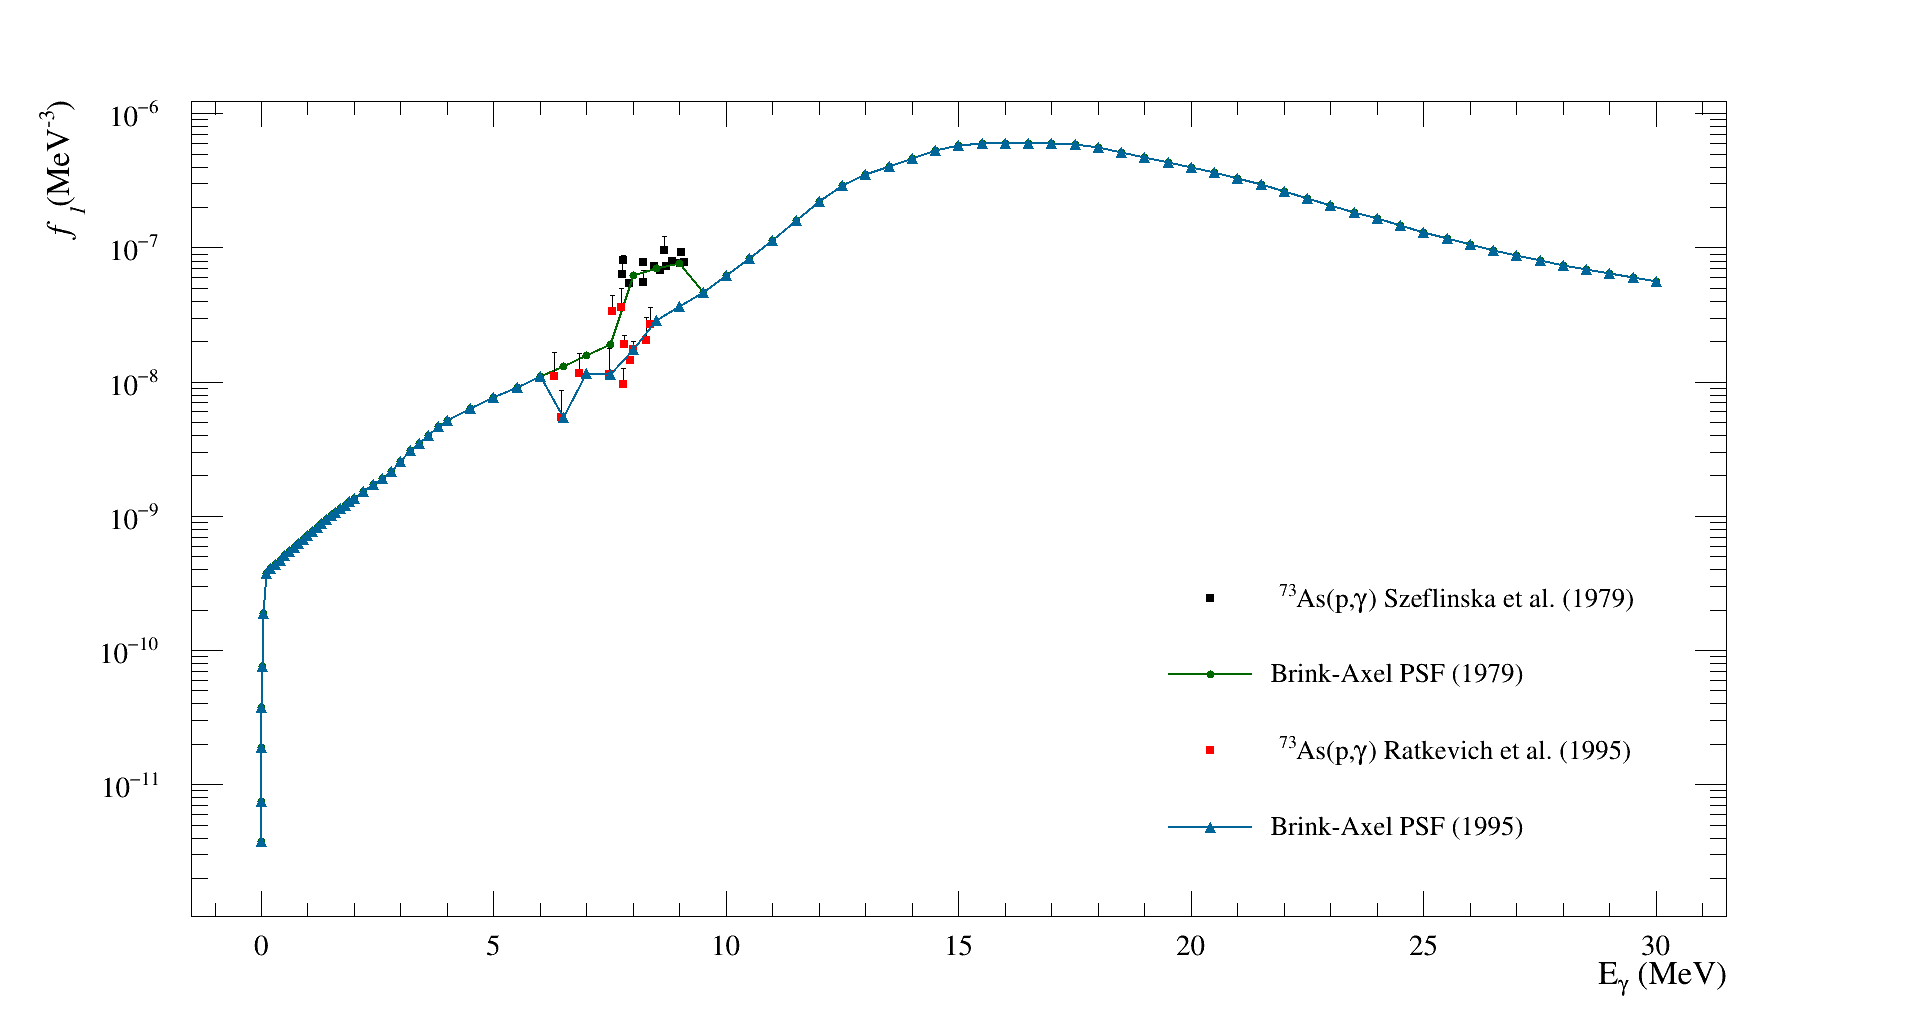 f₁(MeV⁻³)
10⁻⁶
10⁻⁷
10⁻⁸
10⁻⁹
10⁻¹⁰
10⁻¹¹
⁷³As(p,γ) Szeflinska et al. (1979)
Brink-Axel PSF (1979)
⁷³As(p,γ) Ratkevich et al. (1995)
Brink-Axel PSF (1995)
0 5 10 15 20 25 30
Eᵧ (MeV)